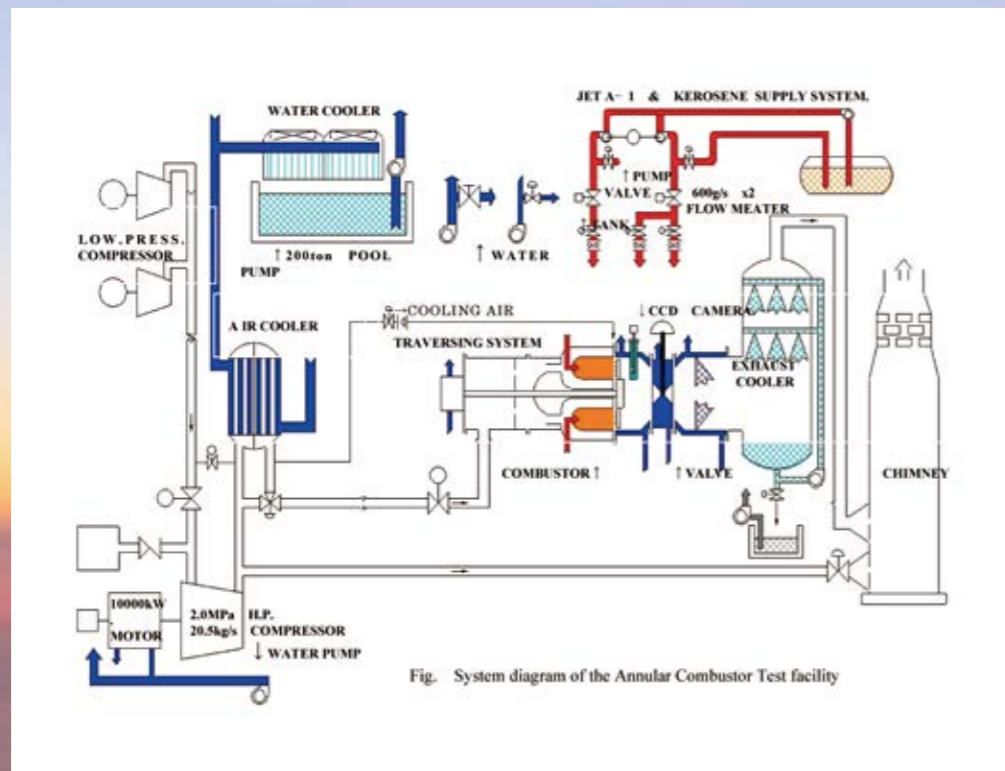 JET A- 1 & KEROSENE SUPPLY SYSTEM.
WATER COOLER
↑ PUMP
VALVE
600g/s x2
FLOW MEATER
↑ TANK
LOW. PRESS.
COMPRESSOR
↑ 200ton POOL
PUMP
↑ WATER
→COOLING AIR
↓ CCD CAMERA
AIR COOLER
TRAVERSING SYSTEM
EXHAUST
COOLER
COMBUSTOR ↑
↑ VALVE
CHIMNEY
10000kW
MOTOR
2.0MPa H.P.
20.5kg/s COMPRESSOR
↓ WATER PUMP
Fig. System diagram of the Annular Combustor Test facility